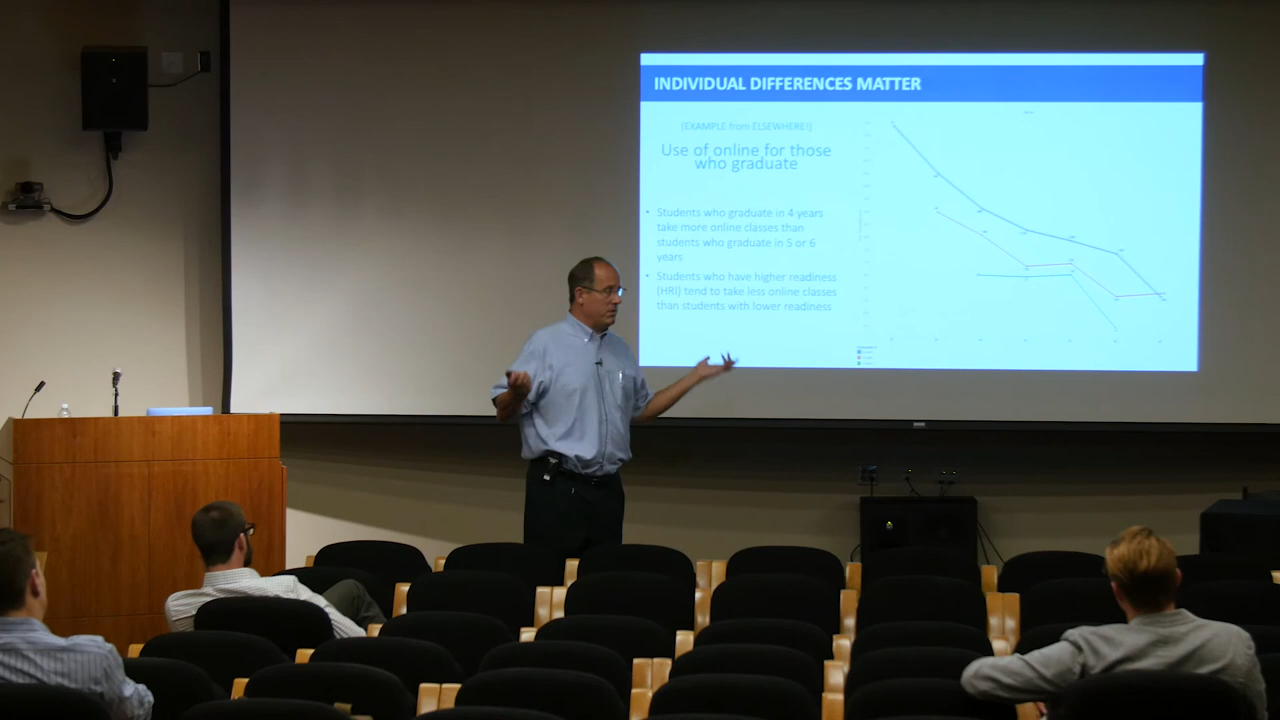 INDIVIDUAL DIFFERENCES MATTER
(EXAMPLE from ELSEWHERE!)
Use of online for those
who graduate
• Students who graduate in 4 years
take more online classes than
students who graduate in 5 or 6
years
• Students who have higher readiness
(HRI) tend to take less online classes
than students with lower readiness